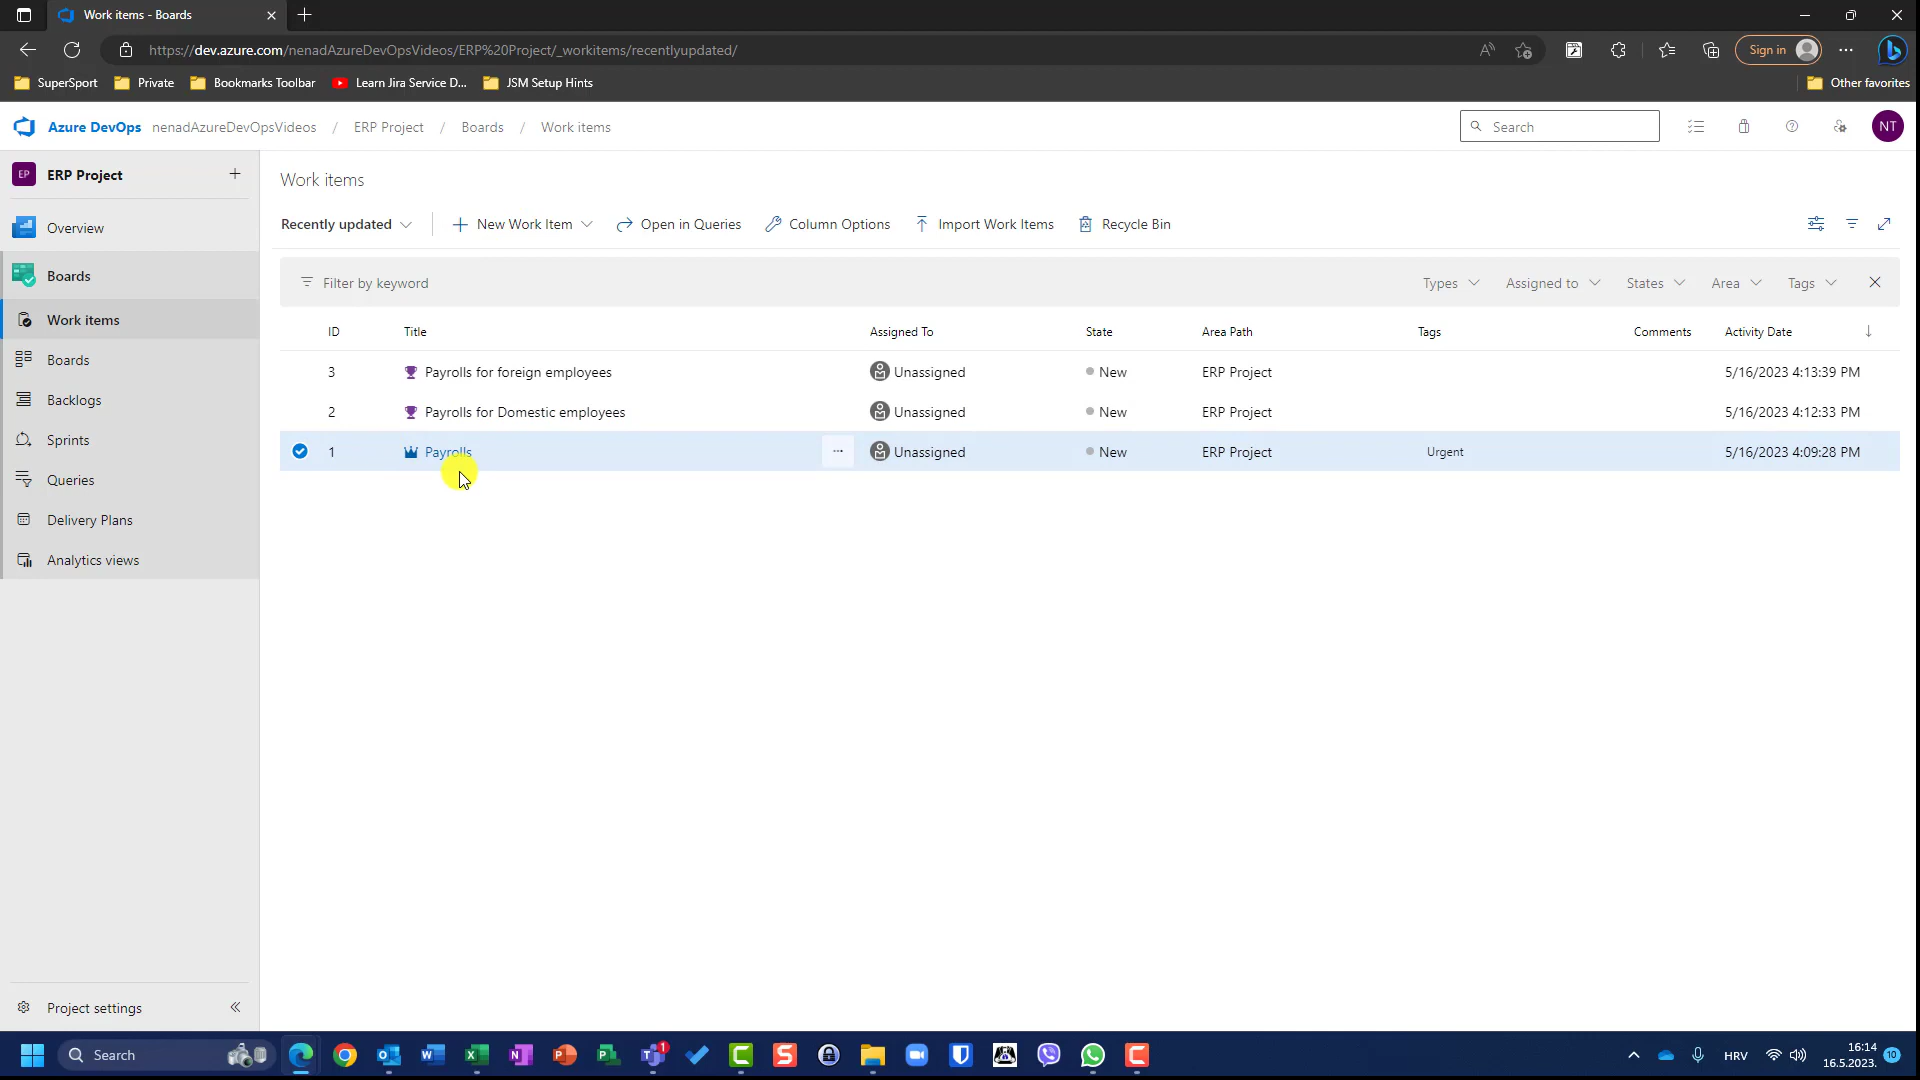 Work items - Boards
https://dev.azure.com/nenadAzureDevOpsVideos/ERP%20Project/_workitems/recentlyupdated/
Sign in
SuperSport Private Bookmarks Toolbar Learn Jira Service D... JSM Setup Hints Other favorites
Azure DevOps nenadAzureDevOpsVideos / ERP Project / Boards / Work items Search NT
EP ERP Project
Overview
Boards
Work items
Boards
Backlogs
Sprints
Queries
Delivery Plans
Analytics views
Project settings
Work items
Recently updated New Work Item Open in Queries Column Options Import Work Items Recycle Bin
Filter by keyword Types Assigned to States Area Tags
ID Title Assigned To State Area Path Tags Comments Activity Date
3 Payrolls for foreign employees Unassigned New ERP Project 5/16/2023 4:13:39 PM
2 Payrolls for Domestic employees Unassigned New ERP Project 5/16/2023 4:12:33 PM
1 Payrolls Unassigned New ERP Project Urgent 5/16/2023 4:09:28 PM
Search HRV 16:14
16.5.2023. 10